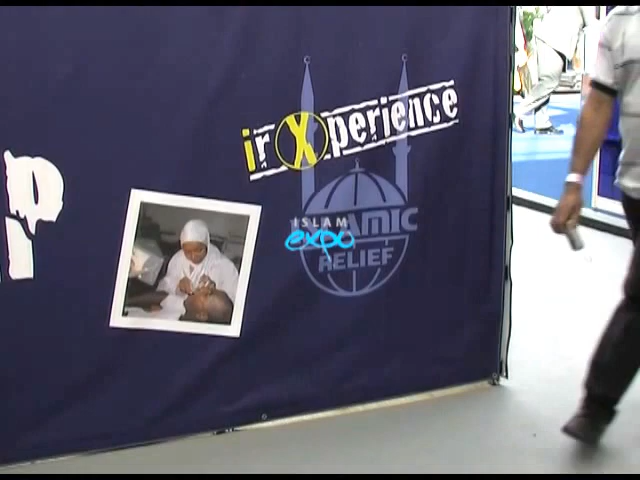 irXperience
ISLAMIC
RELIEF
ISLAM
expo